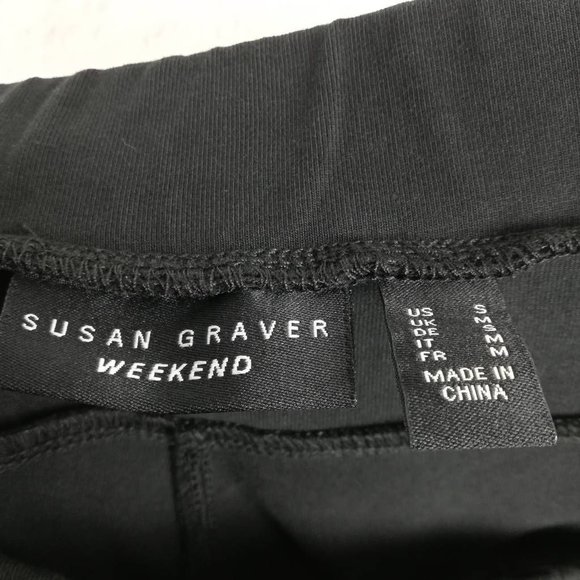 SUSAN GRAVER
WEEKEND
US S
UK M
DE S
IT M
FR M
MADE IN
CHINA